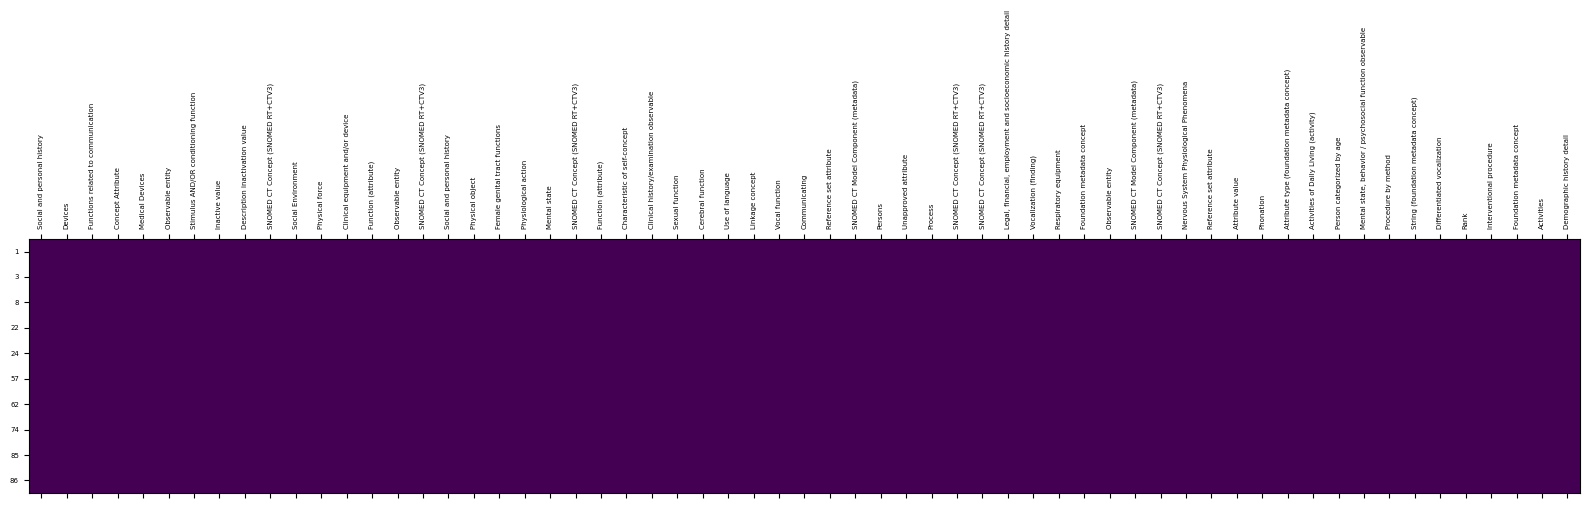 Social and personal history
Devices
Functions related to communication
Concept Attribute
Medical Devices
Observable entity
Stimulus AND/OR conditioning function
Inactive value
Description inactivation value
SNOMED CT Concept (SNOMED RT+CTV3)
Social Environment
Physical force
Clinical equipment and/or device
Function (attribute)
Observable entity
SNOMED CT Concept (SNOMED RT+CTV3)
Social and personal history
Physical object
Female genital tract functions
Physiological action
Mental state
SNOMED CT Concept (SNOMED RT+CTV3)
Function (attribute)
Characteristic of self-concept
Clinical history/examination observable
Sexual function
Cerebral function
Use of language
Linkage concept
Vocal function
Communicating
Reference set attribute
SNOMED CT Model Component (metadata)
Persons
Unapproved attribute
Process
SNOMED CT Concept (SNOMED RT+CTV3)
SNOMED CT Concept (SNOMED RT+CTV3)
Legal, financial, employment and socioeconomic history detail
Vocalization (finding)
Respiratory equipment
Foundation metadata concept
Observable entity
SNOMED CT Model Component (metadata)
SNOMED CT Concept (SNOMED RT+CTV3)
Nervous System Physiological Phenomena
Reference set attribute
Attribute value
Phonation
Attribute type (foundation metadata concept)
Activities of Daily Living (activity)
Person categorized by age
Mental state, behavior / psychosocial function observable
Procedure by method
String (foundation metadata concept)
Differentiated vocalization
Rank
Interventional procedure
Foundation metadata concept
Activities
Demographic history detail
1
3
8
22
24
57
62
74
85
86